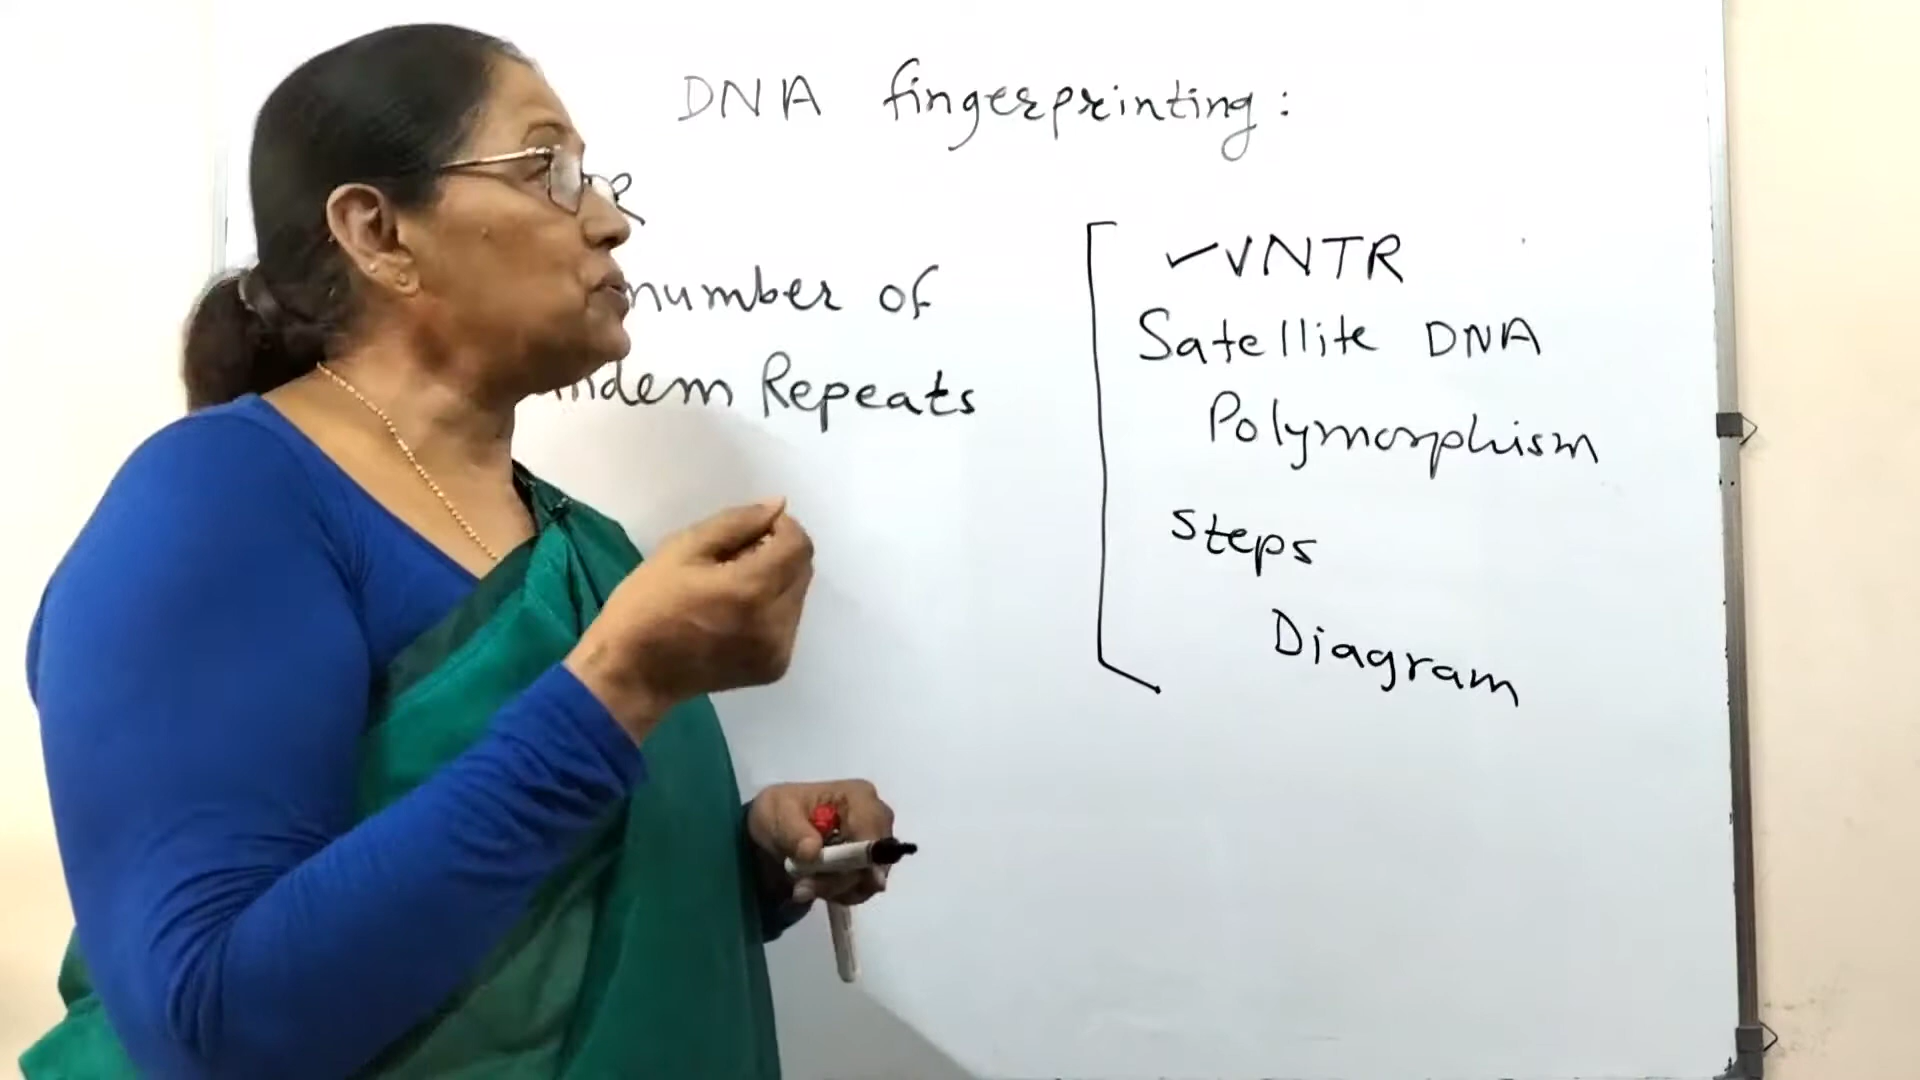 DNA fingerprinting:
R
number of
Repeats
✓VNTR
Satellite DNA
Polymorphism
Steps
Diagram